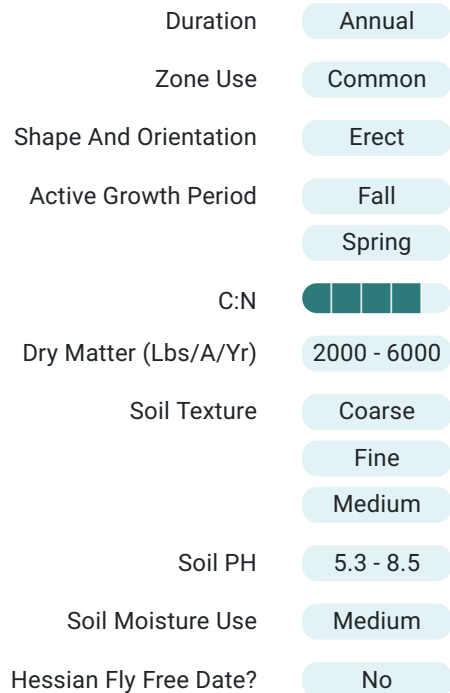 Duration Annual
Zone Use Common
Shape And Orientation Erect
Active Growth Period Fall
Spring
C:N
Dry Matter (Lbs/A/Yr) 2000 - 6000
Soil Texture Coarse
Fine
Medium
Soil PH 5.3 - 8.5
Soil Moisture Use Medium
Hessian Fly Free Date? No